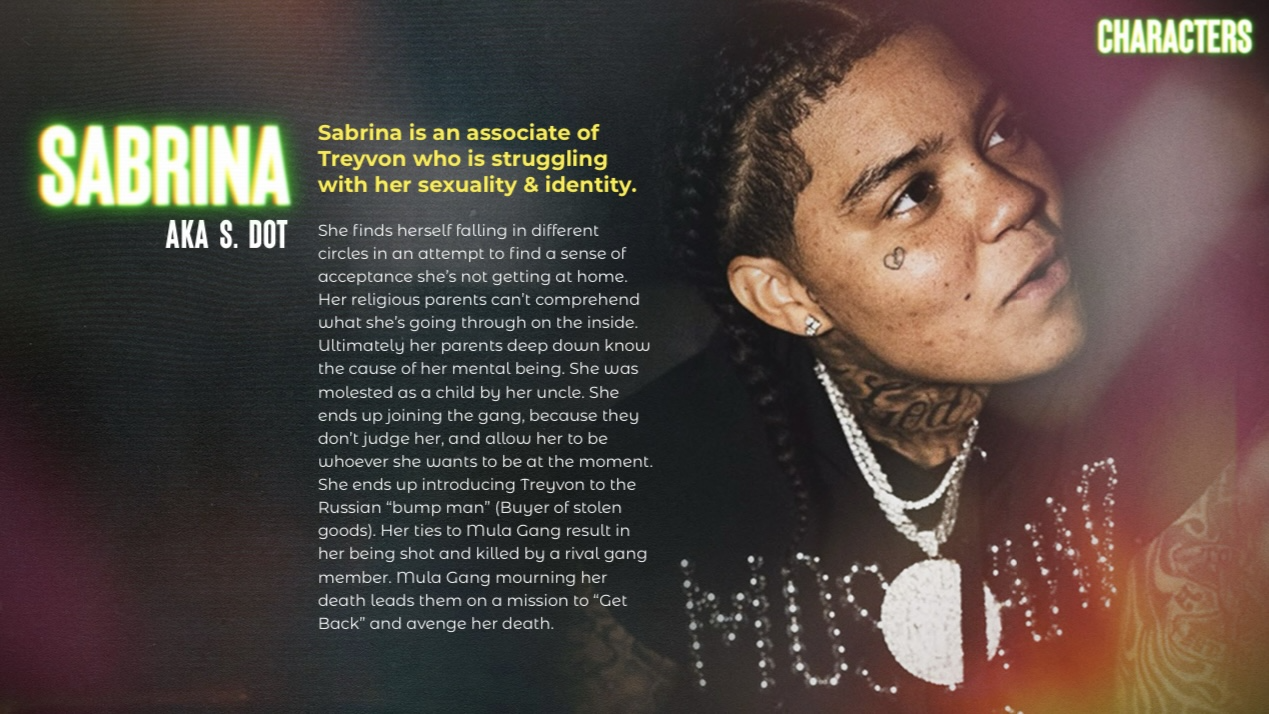 CHARACTERS
SABRINA
AKA S. DOT
Sabrina is an associate of
Treyvon who is struggling
with her sexuality & identity.
She finds herself falling in different
circles in an attempt to find a sense of
acceptance she's not getting at home.
Her religious parents can't comprehend
what she's going through on the inside.
Ultimately her parents deep down know
the cause of her mental being. She was
molested as a child by her uncle. She
ends up joining the gang, because they
don't judge her, and allow her to be
whoever she wants to be at the moment.
She ends up introducing Treyvon to the
Russian “bump man” (Buyer of stolen
goods). Her ties to Mula Gang result in
her being shot and killed by a rival gang
member. Mula Gang mourning her
death leads them on a mission to “Get
Back” and avenge her death.
God